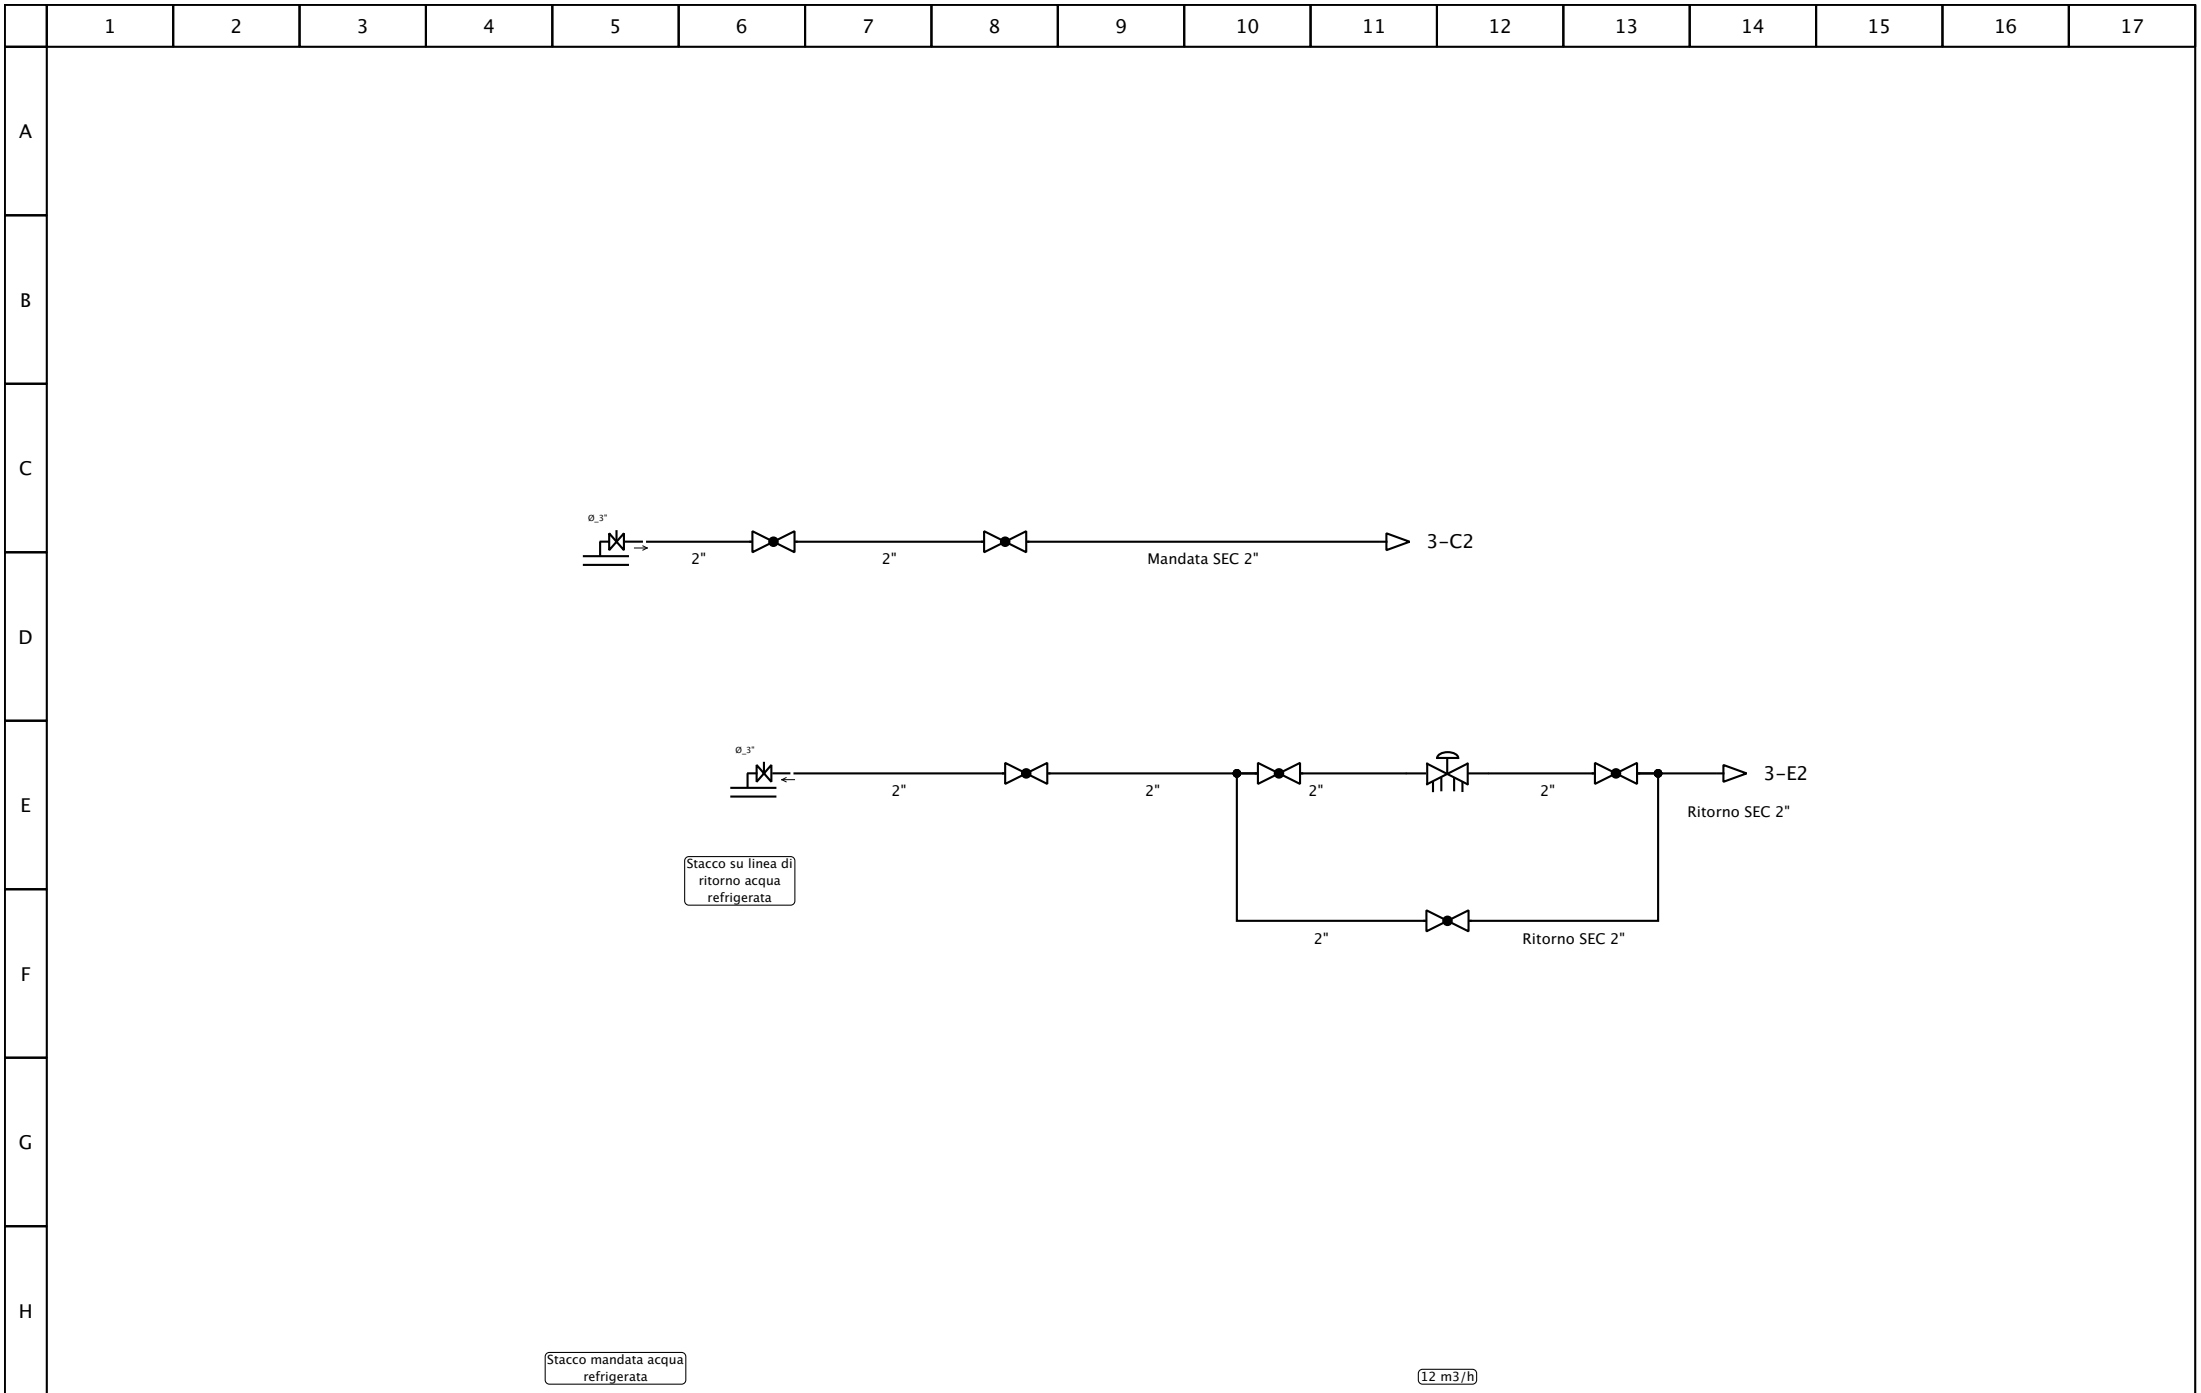 1 2 3 4 5 6 7 8 9 10 11 12 13 14 15 16 17
A
B
C
Ø_3"
3-C2
2" 2" Mandata SEC 2"
D
Ø_3"
3-E2
2" 2" 2" 2"
E
Ritorno SEC 2"
Stacco su linea di
ritorno acqua
refrigerata
2" Ritorno SEC 2"
F
G
H
Stacco mandata acqua
refrigerata
12 m3/h